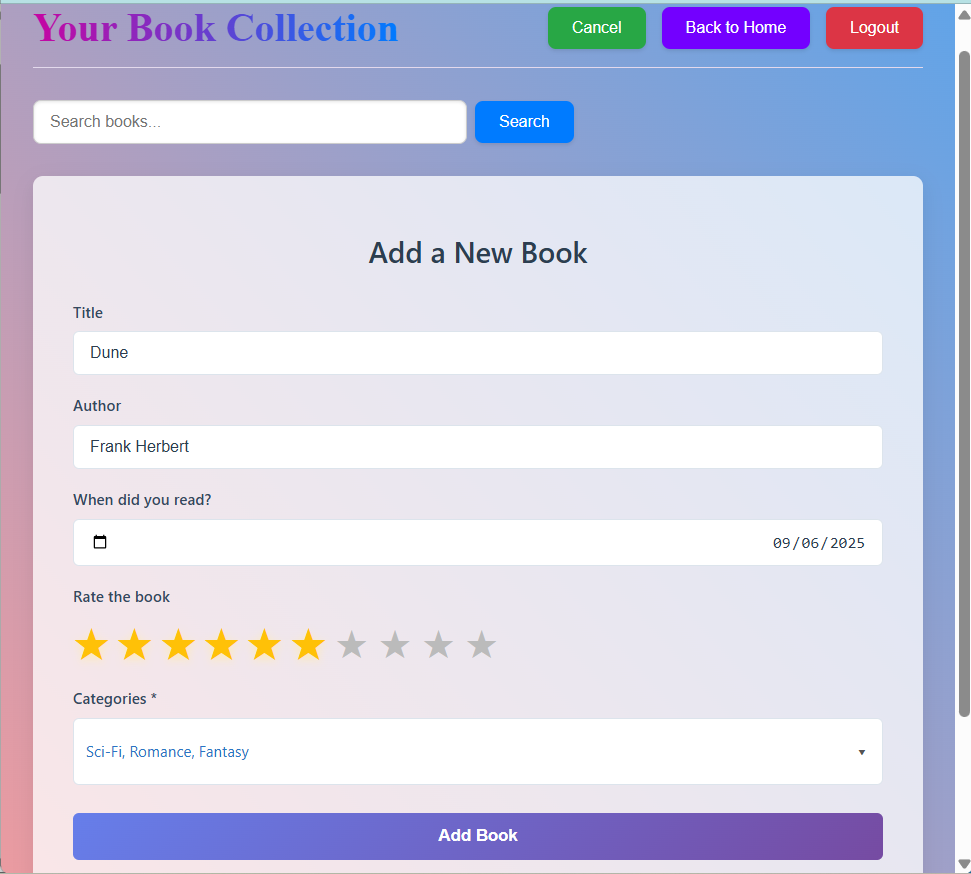 Your Book Collection
Cancel
Back to Home
Logout
Search books...
Search
Add a New Book
Title
Dune
Author
Frank Herbert
When did you read?
09/06/2025
Rate the book
Categories *
Sci-Fi, Romance, Fantasy
Add Book